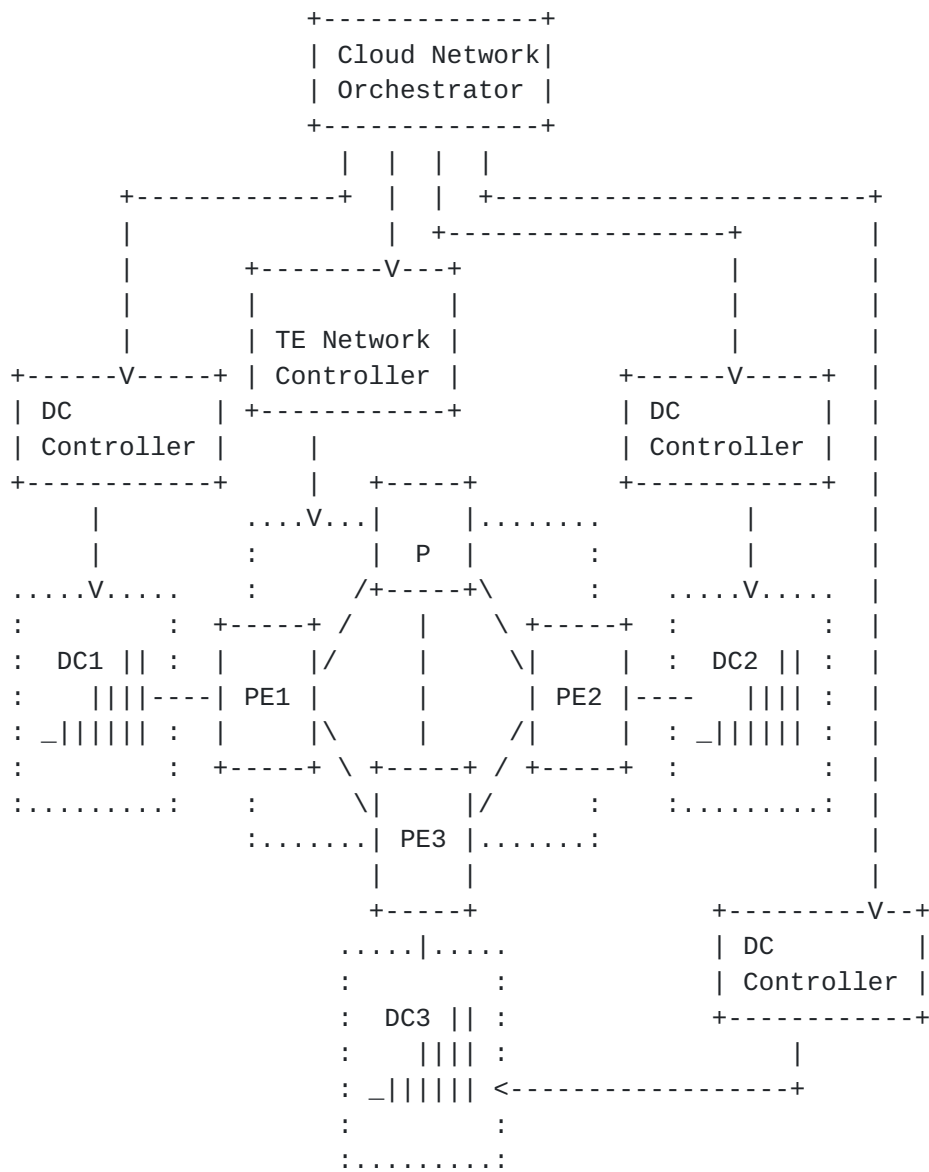 Cloud Network
Orchestrator
V
TE Network
V V
Controller
DC DC
Controller Controller
V
P
V V
DC1 DC2
PE1 PE2
PE3
V
DC
Controller
DC3